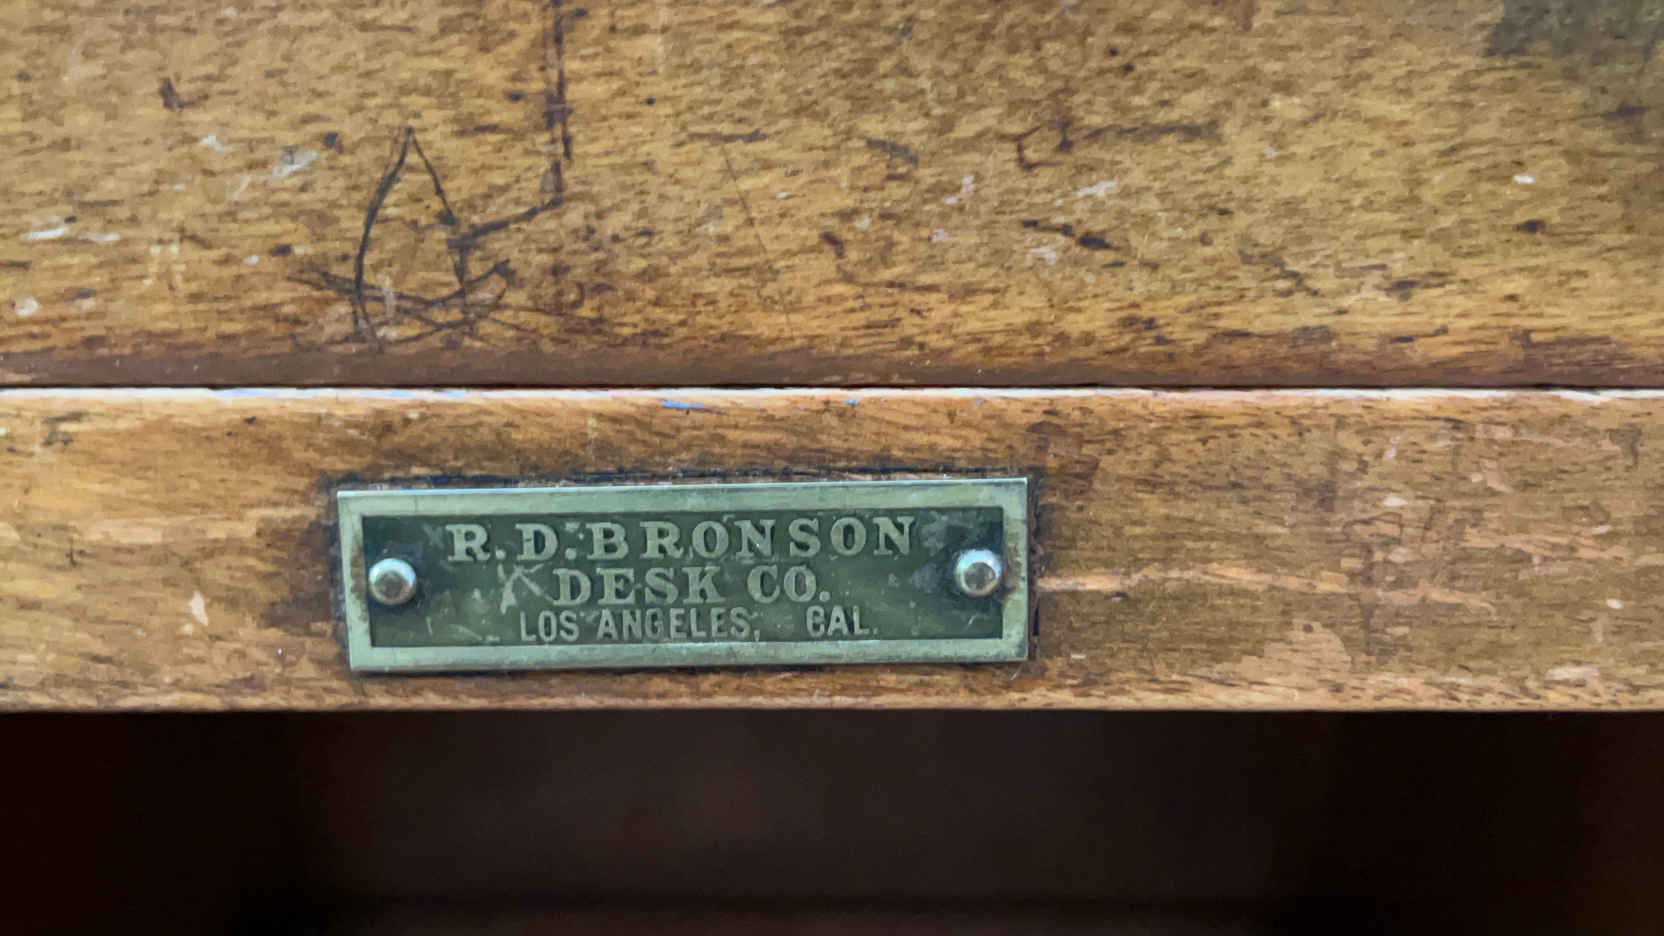 R.D. BRONSON
DESK CO.
LOS ANGELES, CAL.